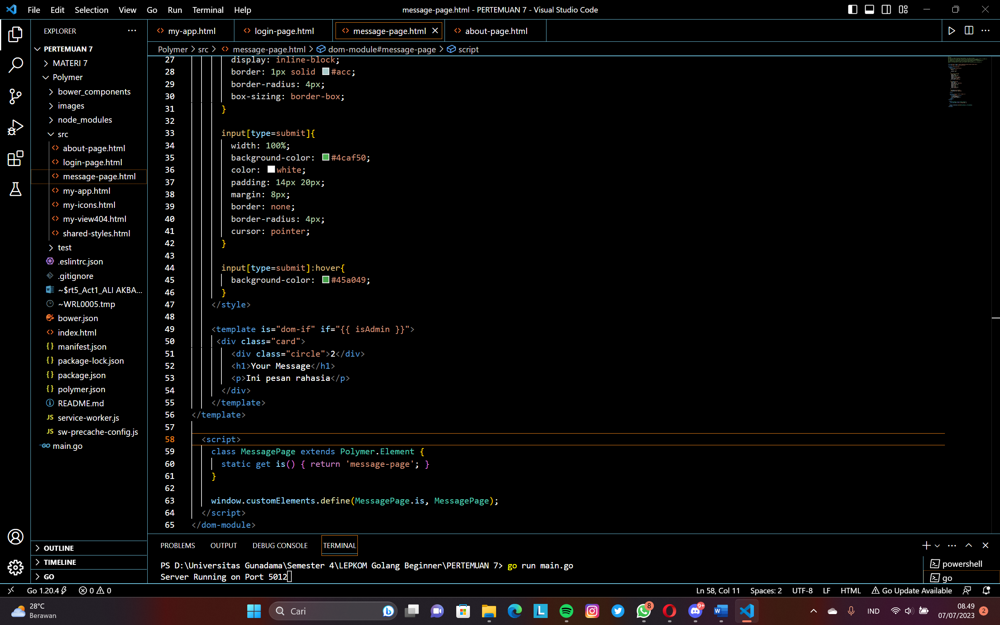 File Edit Selection View Go Run Terminal Help
message-page.html - PERTEMUAN 7 - Visual Studio Code
EXPLORER
PERTEMUAN 7
MATERI 7
Polymer
bower_components
images
node_modules
src
about-page.html
login-page.html
message-page.html
my-app.html
my-icons.html
my-view404.html
shared-styles.html
test
.eslintrc.json
.gitignore
~$rt5_Act1_ALI AKBA...
~WRL0005.tmp
bower.json
index.html
manifest.json
package-lock.json
package.json
polymer.json
README.md
service-worker.js
sw-precache-config.js
main.go
OUTLINE
TIMELINE
GO
my-app.html login-page.html message-page.html about-page.html
Polymer > src > message-page.html > dom-module#message-page > script
27 display: inline-block;
28 border: 1px solid #acc;
29 border-radius: 4px;
30 box-sizing: border-box;
31 }
32
33 input[type=submit]{
34 width: 100%;
35 background-color: #4caf50;
36 color: white;
37 padding: 14px 20px;
38 margin: 8px;
39 border: none;
40 border-radius: 4px;
41 cursor: pointer;
42 }
43
44 input[type=submit]:hover{
45 background-color: #45a049;
46 }
47 </style>
48
49 <template is="dom-if" if="{{ isAdmin }}">
50 <div class="card">
51 <div class="circle">2</div>
52 <h1>Your Message</h1>
53 <p>Ini pesan rahasia</p>
54 </div>
55 </template>
56 </template>
57
58 <script>
59 class MessagePage extends Polymer.Element {
60 static get is() { return 'message-page'; }
61 }
62
63 window.customElements.define(MessagePage.is, MessagePage);
64 </script>
65 </dom-module>
PROBLEMS OUTPUT DEBUG CONSOLE TERMINAL
PS D:\Universitas Gunadama\Semester 4\LEPKOM Golang Beginner\PERTEMUAN 7> go run main.go
Server Running on Port 5012
powershell
go
Go 1.20.4 0 0
Ln 58, Col 11 Spaces: 2 UTF-8 LF HTML Go Update Available
28°C
Berawan
Cari
L
8
9+
W
IND
08.49
07/07/2023
2